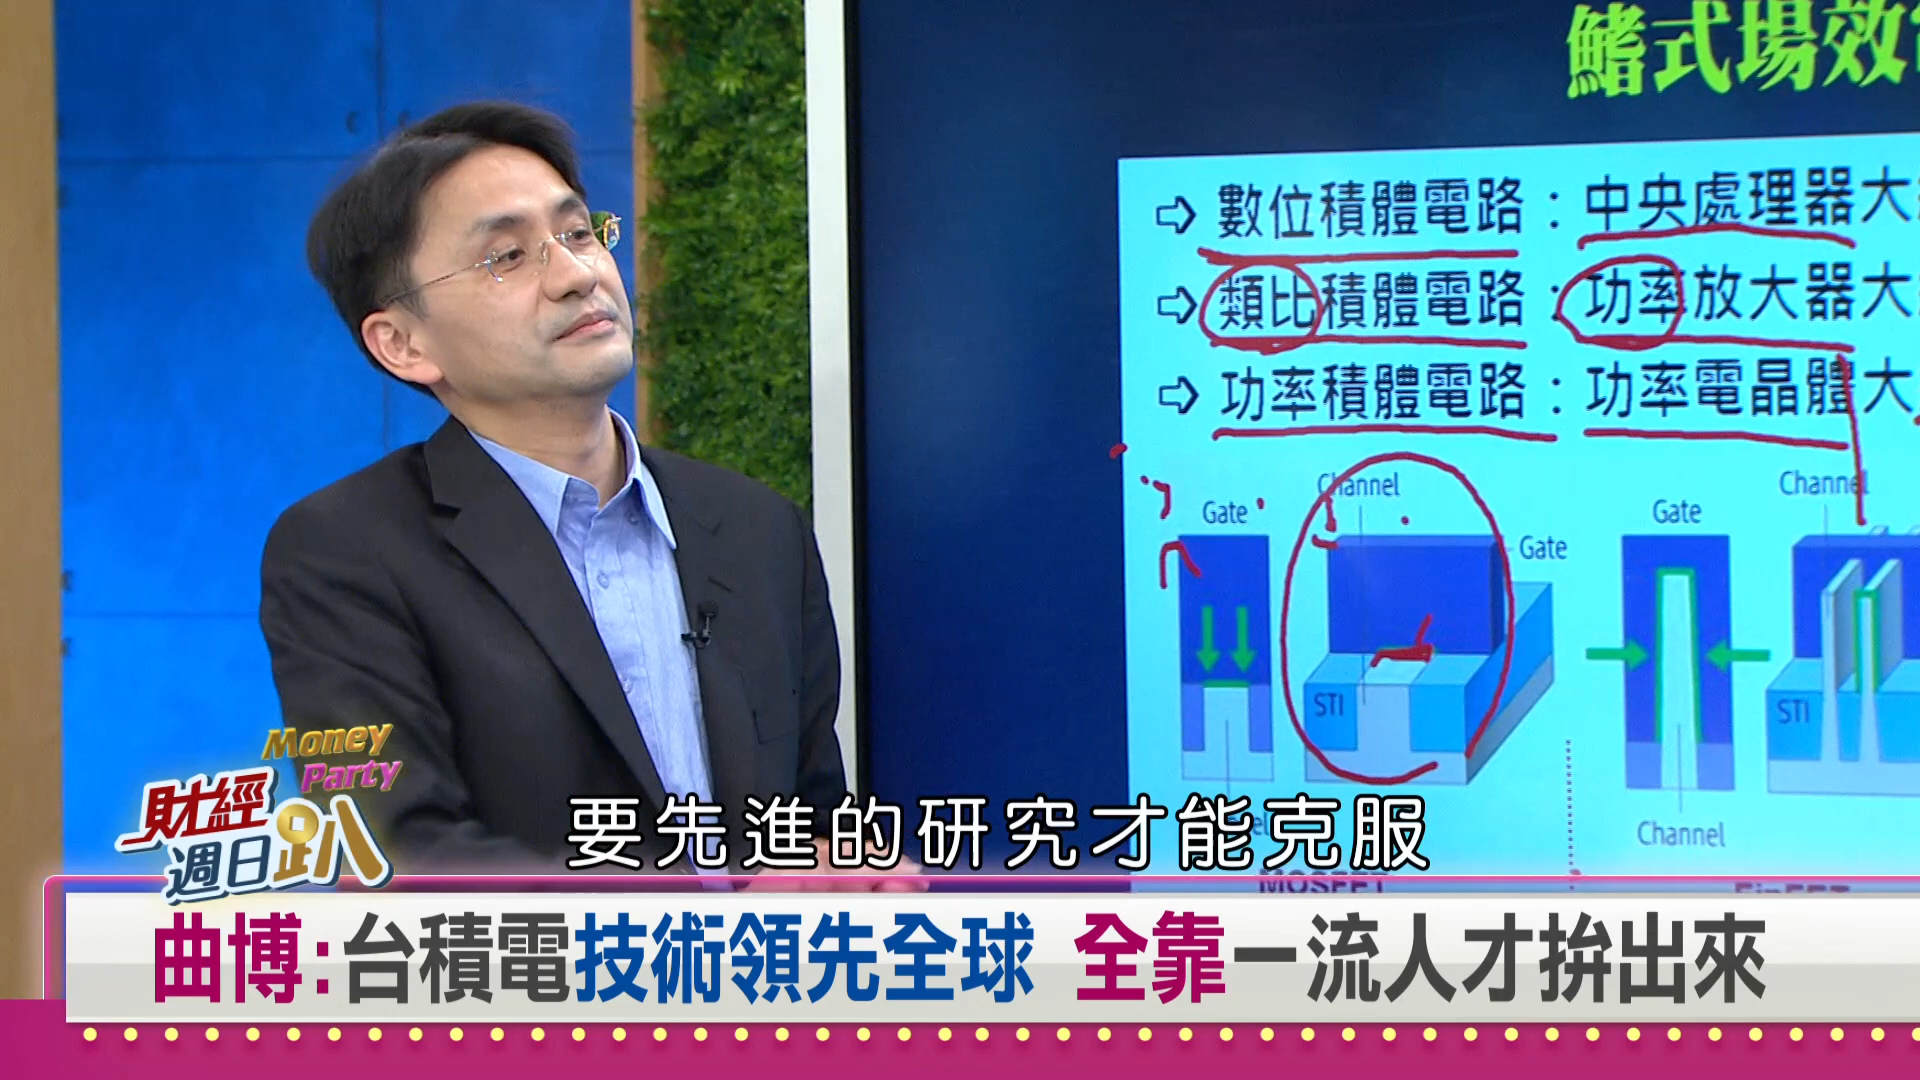 鰭式場效
⇨ 數位積體電路：中央處理器大
⇨ 類比積體電路：功率放大器大
⇨ 功率積體電路：功率電晶體大
Gate
Channel
Gate
STI
Gate
Channel
STI
Channel
MOSFET
FinFET
Money
Party
財經
週日趴
要先進的研究才能克服
曲博：台積電技術領先全球 全靠一流人才拚出來